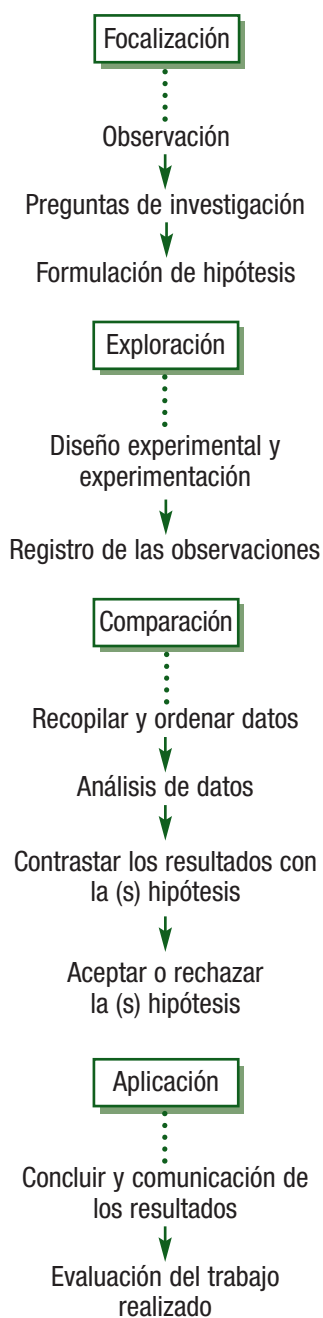 Focalización
Observación
Preguntas de investigación
Formulación de hipótesis
Exploración
Diseño experimental y
experimentación
Registro de las observaciones
Comparación
Recopilar y ordenar datos
Análisis de datos
Contrastar los resultados con
la (s) hipótesis
Aceptar o rechazar
la (s) hipótesis
Aplicación
Concluir y comunicación de
los resultados
Evaluación del trabajo
realizado